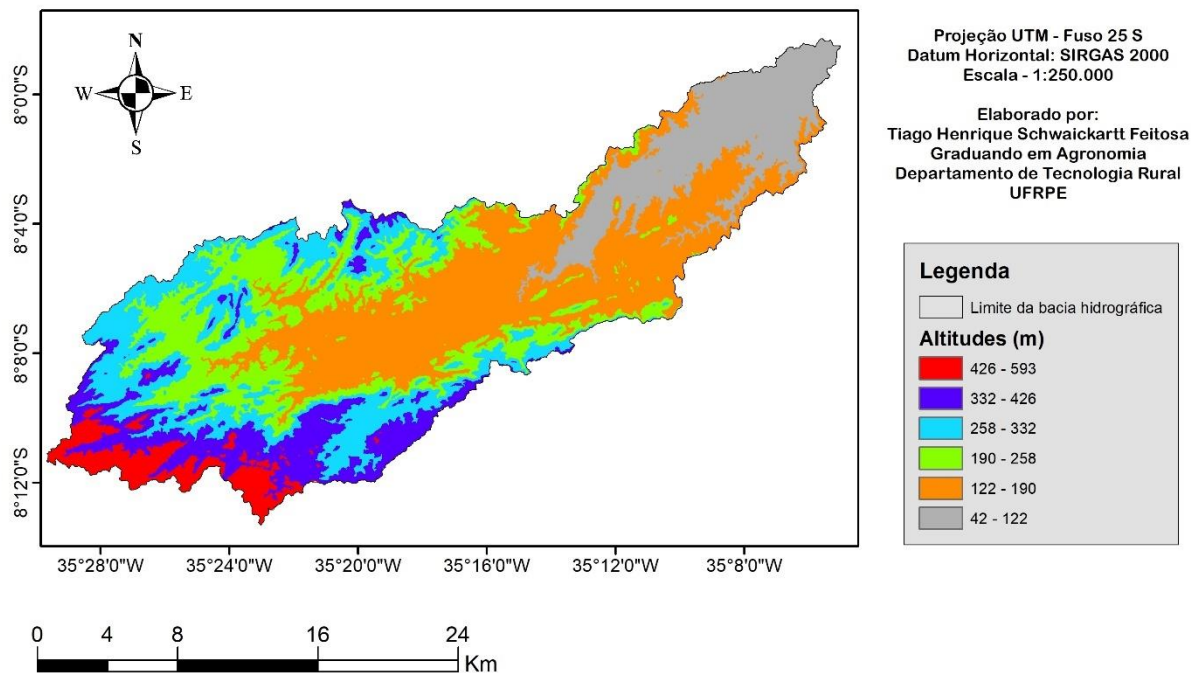 N
W
E
S
8°0'0"S
8°4'0"S
8°8'0"S
8°12'0"S
35°28'0"W
35°24'0"W
35°20'0"W
35°16'0"W
35°12'0"W
35°8'0"W
0
4
8
16
24
Km
Projeção UTM - Fuso 25 S
Datum Horizontal: SIRGAS 2000
Escala - 1:250.000
Elaborado por:
Tiago Henrique Schwaickartt Feitosa
Graduando em Agronomia
Departamento de Tecnologia Rural
UFRPE
Legenda
Limite da bacia hidrográfica
Altitudes (m)
426 - 593
332 - 426
258 - 332
190 - 258
122 - 190
42 - 122